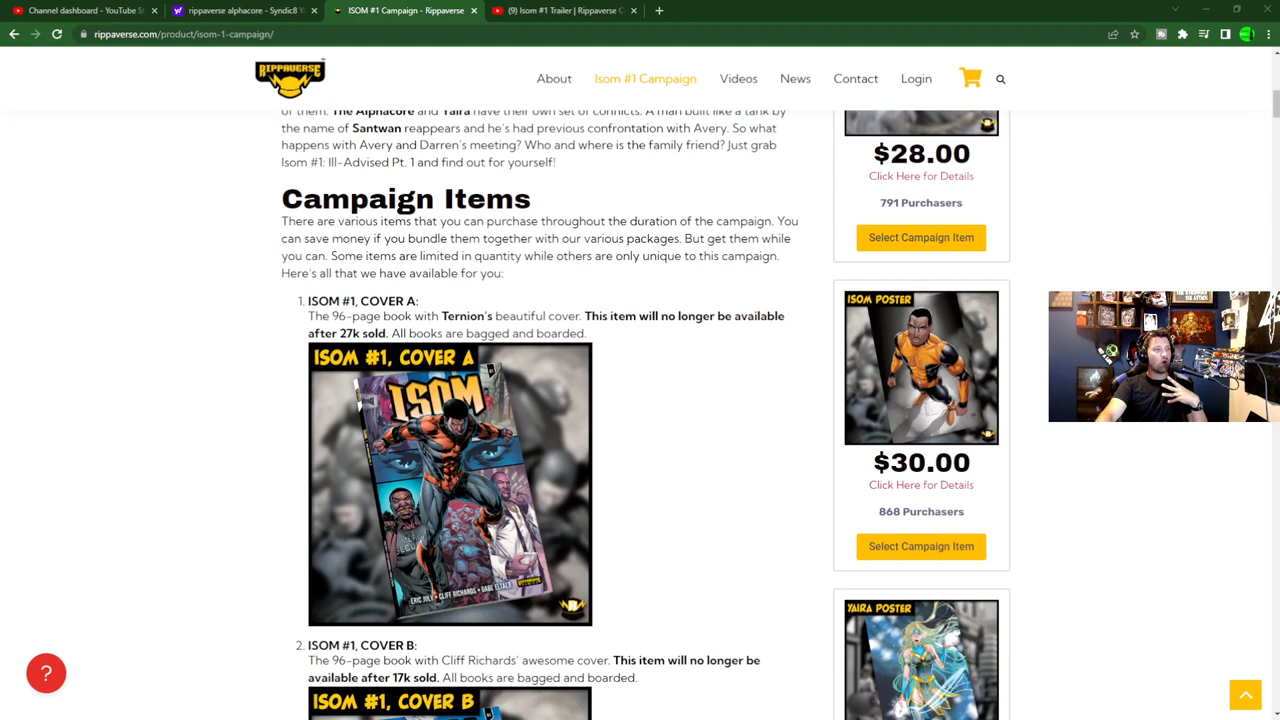 Channel dashboard - YouTube S
rippaverse alphacore - Syndic8
ISOM #1 Campaign - Rippaverse
(9) Isom #1 Trailer | Rippaverse C
rippaverse.com/product/isom-1-campaign/
RIPPAVERSE
About
Isom #1 Campaign
Videos
News
Contact
Login
of them. The Alphacore and Yaira have their own set of conflicts. A man built like a tank by
the name of Santwan reappears and he's had previous confrontation with Avery. So what
happens with Avery and Darren's meeting? Who and where is the family friend? Just grab
Isom #1: Ill-Advised Pt. 1 and find out for yourself!
Campaign Items
There are various items that you can purchase throughout the duration of the campaign. You
can save money if you bundle them together with our various packages. But get them while
you can. Some items are limited in quantity while others are only unique to this campaign.
Here's all that we have available for you:
1. ISOM #1, COVER A:
The 96-page book with Ternion's beautiful cover. This item will no longer be available
after 27k sold. All books are bagged and boarded.
ISOM #1, COVER A
ISOM
SECURITY
ERIC JULY • CLIFF RICHARDS • GABE ELTAEB
2. ISOM #1, COVER B:
The 96-page book with Cliff Richards' awesome cover. This item will no longer be
available after 17k sold. All books are bagged and boarded.
ISOM #1, COVER B
$28.00
Click Here for Details
791 Purchasers
Select Campaign Item
ISOM POSTER
$30.00
Click Here for Details
868 Purchasers
Select Campaign Item
YAIRA POSTER
?